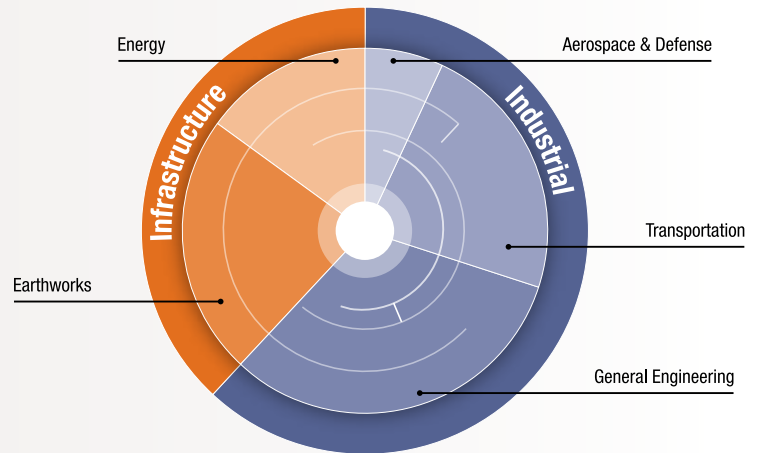 Energy
Aerospace & Defense
Infrastructure
Industrial
Transportation
Earthworks
General Engineering